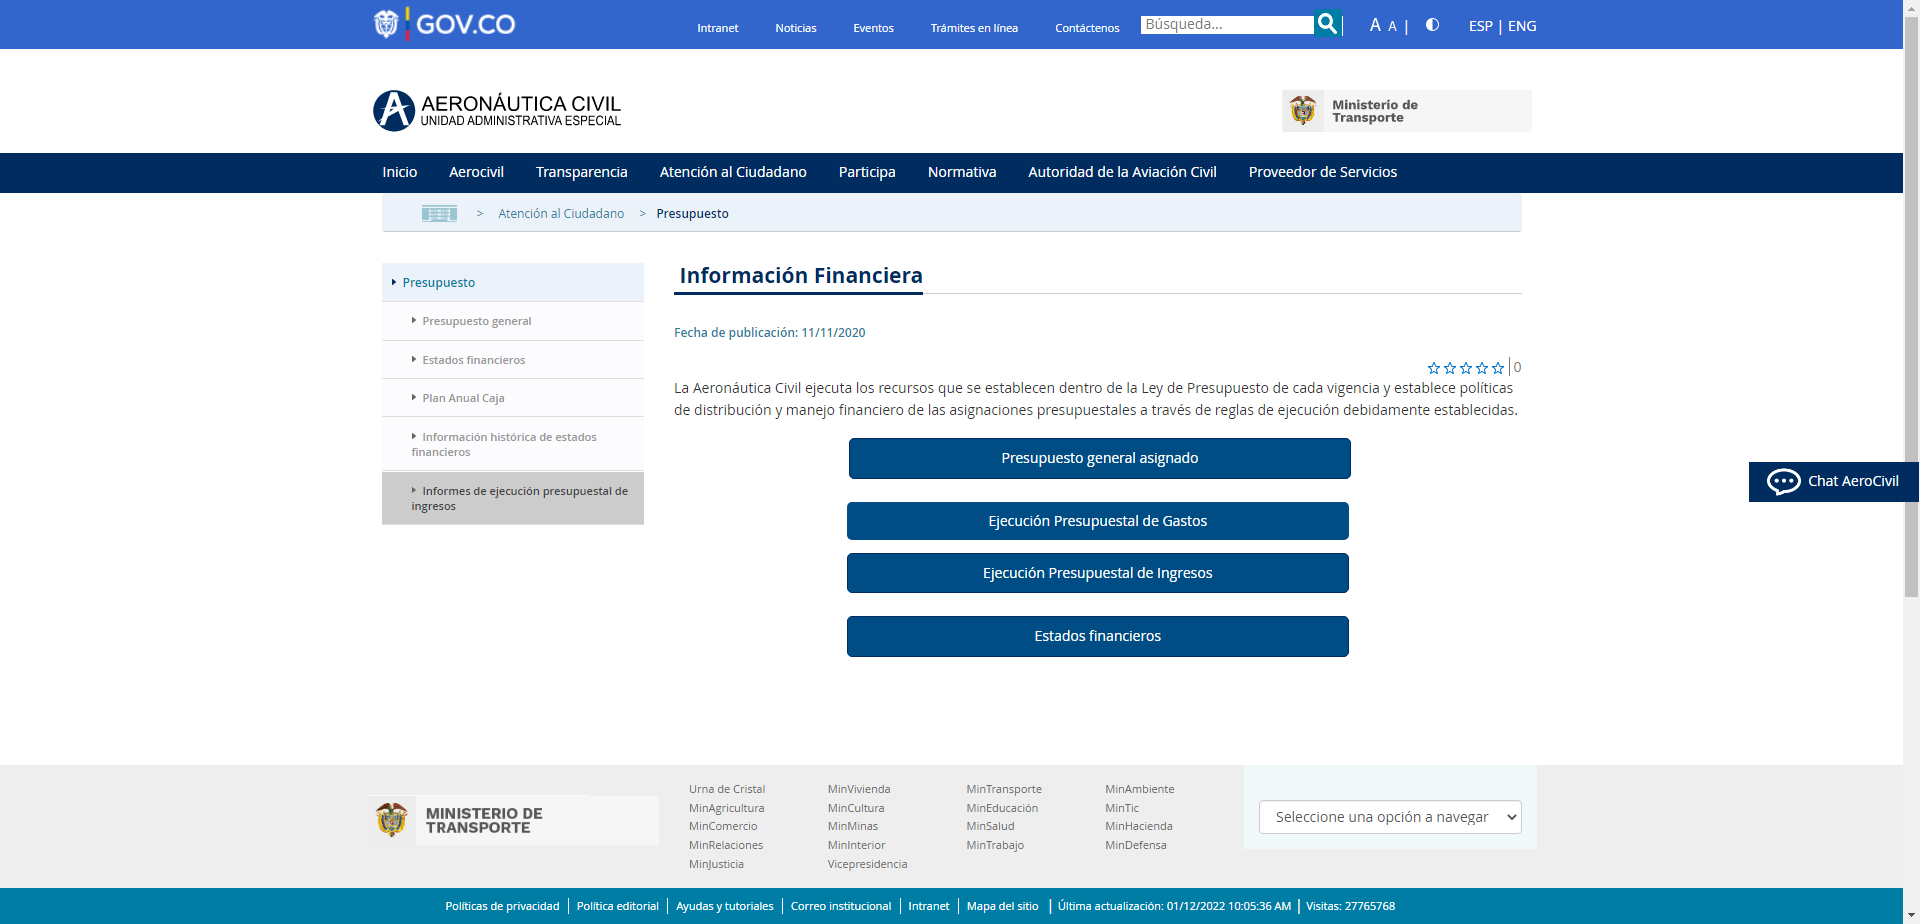 GOV.CO
Intranet
Noticias
Eventos
Trámites en línea
Contáctenos
Búsqueda...
A A |
ESP | ENG
AERONÁUTICA CIVIL
UNIDAD ADMINISTRATIVA ESPECIAL
Ministerio de
Transporte
Inicio
Aerocivil
Transparencia
Atención al Ciudadano
Participa
Normativa
Autoridad de la Aviación Civil
Proveedor de Servicios
> Atención al Ciudadano > Presupuesto
Presupuesto
Presupuesto general
Estados financieros
Plan Anual Caja
Información histórica de estados
financieros
Informes de ejecución presupuestal de
ingresos
Información Financiera
Fecha de publicación: 11/11/2020
0
La Aeronáutica Civil ejecuta los recursos que se establecen dentro de la Ley de Presupuesto de cada vigencia y establece políticas
de distribución y manejo financiero de las asignaciones presupuestales a través de reglas de ejecución debidamente establecidas.
Presupuesto general asignado
Ejecución Presupuestal de Gastos
Ejecución Presupuestal de Ingresos
Estados financieros
Chat AeroCivil
MINISTERIO DE
TRANSPORTE
Urna de Cristal
MinAgricultura
MinComercio
MinRelaciones
MinJusticia
MinVivienda
MinCultura
MinMinas
MinInterior
Vicepresidencia
MinTransporte
MinEducación
MinSalud
MinTrabajo
MinAmbiente
MinTic
MinHacienda
MinDefensa
Seleccione una opción a navegar
Políticas de privacidad | Política editorial | Ayudas y tutoriales | Correo institucional | Intranet | Mapa del sitio | Última actualización: 01/12/2022 10:05:36 AM | Visitas: 27765768